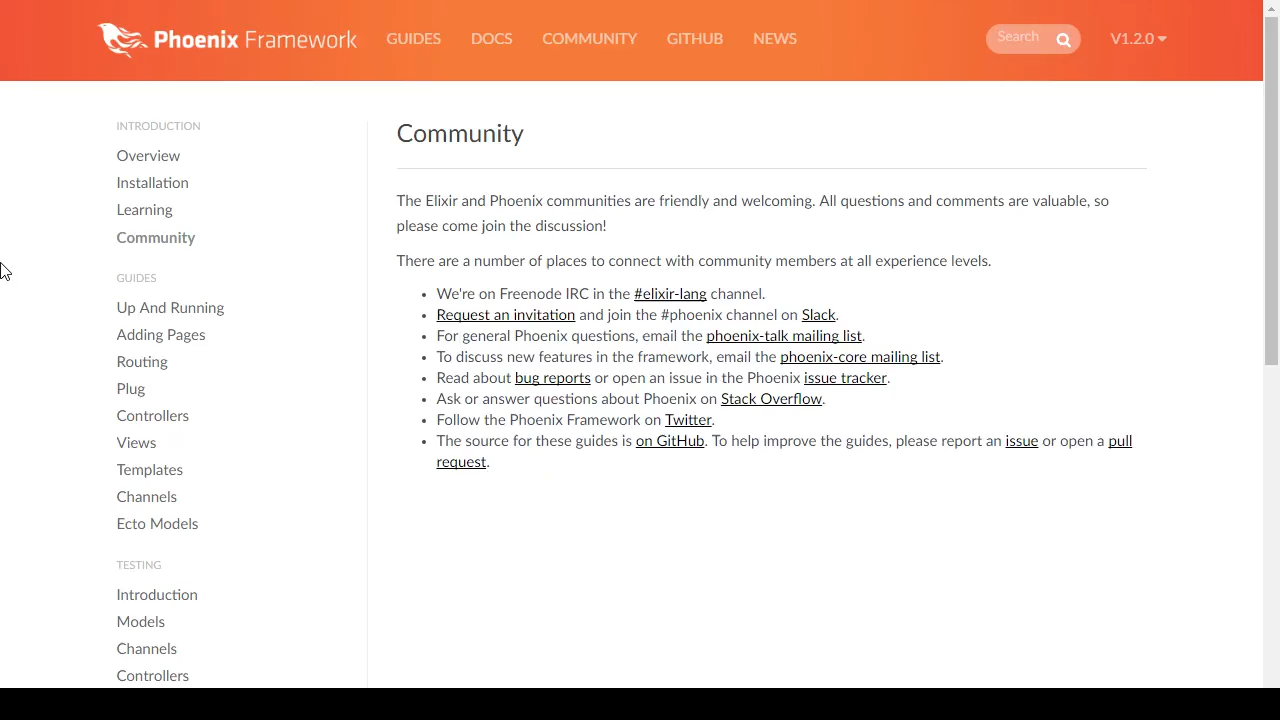 Phoenix Framework GUIDES DOCS COMMUNITY GITHUB NEWS Search V1.2.0
INTRODUCTION
Overview
Installation
Learning
Community
GUIDES
Up And Running
Adding Pages
Routing
Plug
Controllers
Views
Templates
Channels
Ecto Models
TESTING
Introduction
Models
Channels
Controllers
Community
The Elixir and Phoenix communities are friendly and welcoming. All questions and comments are valuable, so
please come join the discussion!
There are a number of places to connect with community members at all experience levels.
• We're on Freenode IRC in the #elixir-lang channel.
• Request an invitation and join the #phoenix channel on Slack.
• For general Phoenix questions, email the phoenix-talk mailing list.
• To discuss new features in the framework, email the phoenix-core mailing list.
• Read about bug reports or open an issue in the Phoenix issue tracker.
• Ask or answer questions about Phoenix on Stack Overflow.
• Follow the Phoenix Framework on Twitter.
• The source for these guides is on GitHub. To help improve the guides, please report an issue or open a pull
request.